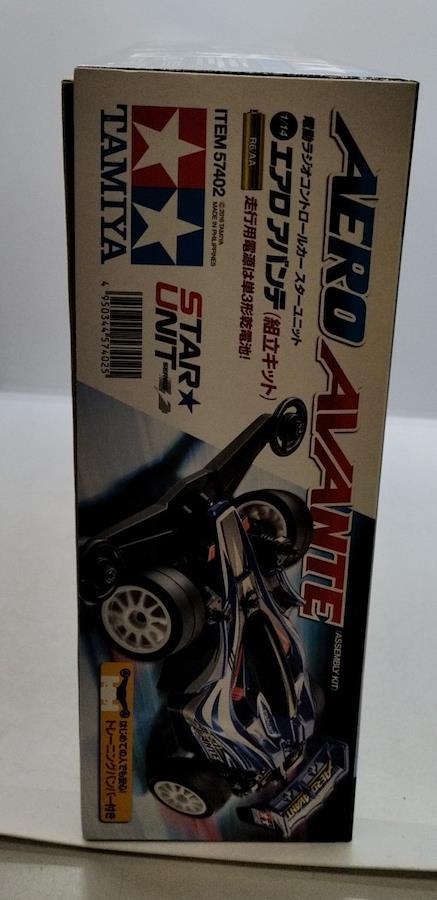 AERO AVANTE
(ASSEMBLY KIT)
電動ラジオコントロールカー スターユニット
1/14 エアロ アバンテ (組立キット)
R6/AA
走行用電源は単3形乾電池!
ITEM 57402
©2016 TAMIYA
MADE IN PHILIPPINES
TAMIYA
STAR★
UNIT
4 950344 574025
はじめての人でも安心!
トレーニングバンパー付き
AERO
AVANT